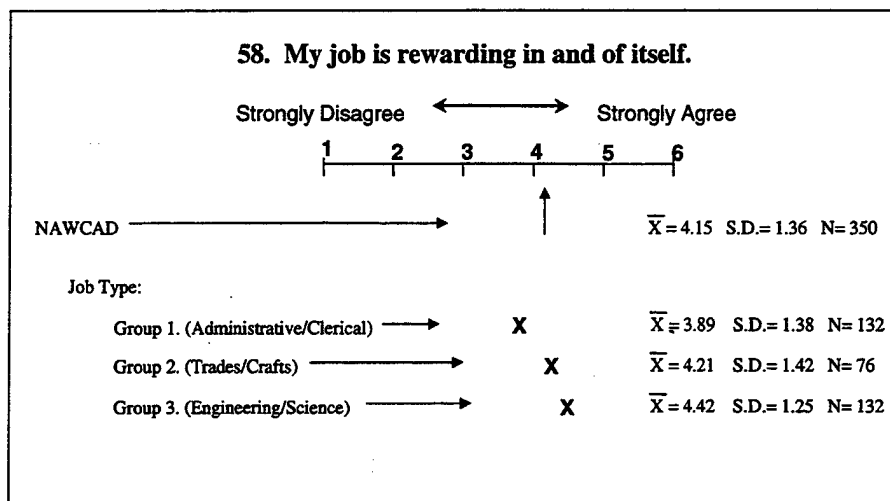 58. My job is rewarding in and of itself.
Strongly Disagree Strongly Agree
1 2 3 4 5 6
NAWCAD X̅ = 4.15 S.D.= 1.36 N= 350
Job Type:
Group 1. (Administrative/Clerical) X X̅ = 3.89 S.D.= 1.38 N= 132
Group 2. (Trades/Crafts) X X̅ = 4.21 S.D.= 1.42 N= 76
Group 3. (Engineering/Science) X X̅ = 4.42 S.D.= 1.25 N= 132